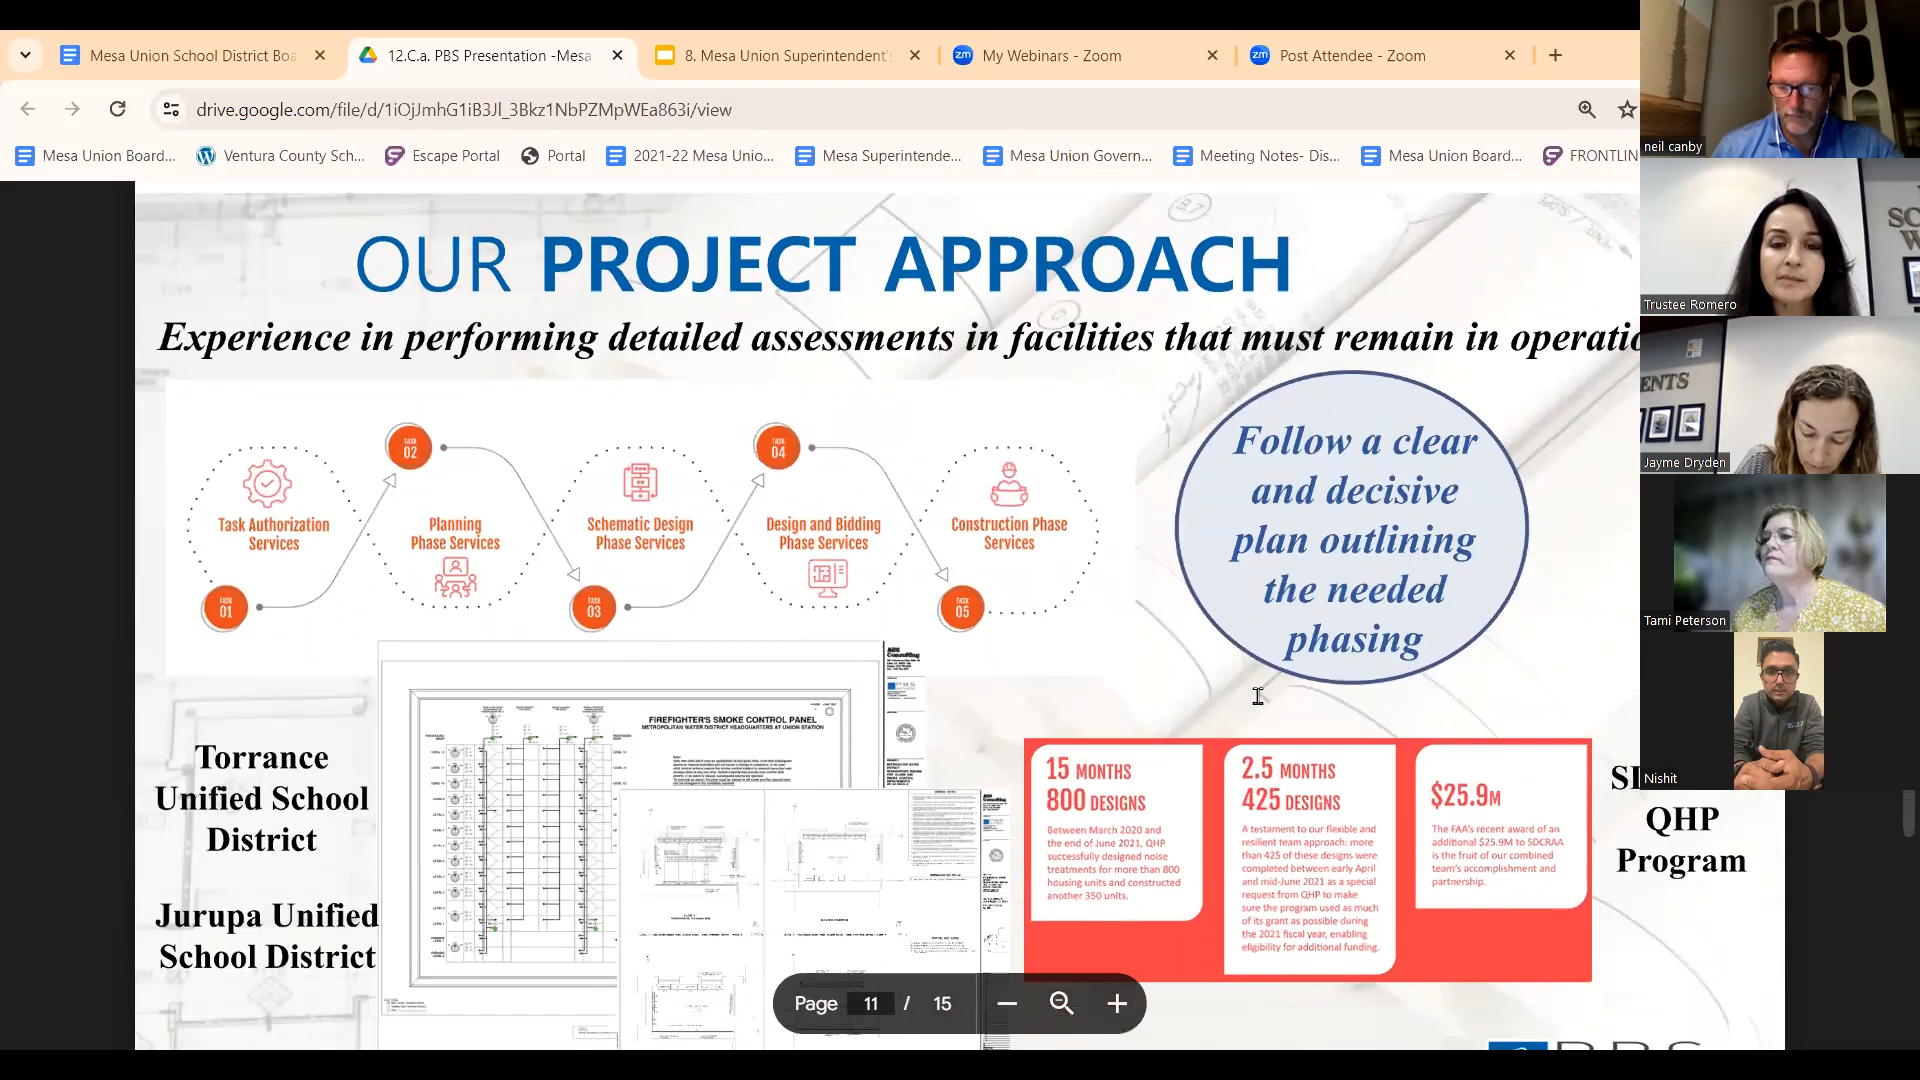 Mesa Union School District Boa
12.C.a. PBS Presentation -Mesa
8. Mesa Union Superintendent'
My Webinars - Zoom
Post Attendee - Zoom
drive.google.com/file/d/1iOjJmhG1iB3Jl_3Bkz1NbPZMpWEa863i/view
Mesa Union Board...
Ventura County Sch...
Escape Portal
Portal
2021-22 Mesa Unio...
Mesa Superintende...
Mesa Union Govern...
Meeting Notes- Dis...
Mesa Union Board...
FRONTLIN
OUR PROJECT APPROACH
Experience in performing detailed assessments in facilities that must remain in operatio
TASK
01
Task Authorization
Services
TASK
02
Planning
Phase Services
TASK
03
Schematic Design
Phase Services
TASK
04
Design and Bidding
Phase Services
TASK
05
Construction Phase
Services
Follow a clear
and decisive
plan outlining
the needed
phasing
Torrance
Unified School
District
Jurupa Unified
School District
FIREFIGHTER'S SMOKE CONTROL PANEL
METROPOLITAN WATER DISTRICT HEADQUARTERS AT UNION STATION
15 MONTHS
800 DESIGNS
Between March 2020 and
the end of June 2021, QHP
successfully designed noise
treatments for more than 800
housing units and constructed
another 350 units.
2.5 MONTHS
425 DESIGNS
A testament to our flexible and
resilient team approach: more
than 425 of these designs were
completed between early April
and mid-June 2021 as a special
request from QHP to make
sure the program used as much
of its grant as possible during
the 2021 fiscal year, enabling
eligibility for additional funding.
$25.9M
The FAA's recent award of an
additional $25.9M to SDCRAA
is the fruit of our combined
team's accomplishment and
partnership.
QHP
Program
Page 11 / 15
neil canby
Trustee Romero
ENTS
Jayme Dryden
Tami Peterson
Nishit